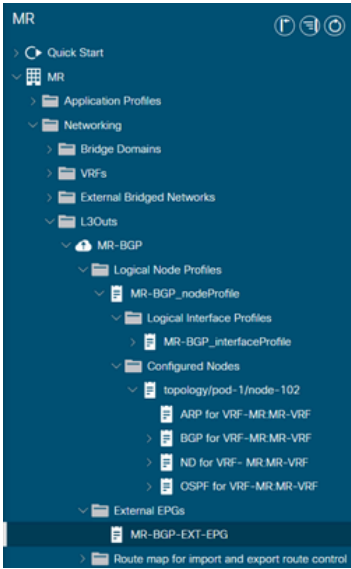 MR
Quick Start
MR
Application Profiles
Networking
Bridge Domains
VRFs
External Bridged Networks
L3Outs
MR-BGP
Logical Node Profiles
MR-BGP_nodeProfile
Logical Interface Profiles
MR-BGP_interfaceProfile
Configured Nodes
topology/pod-1/node-102
ARP for VRF-MR:MR-VRF
BGP for VRF-MR:MR-VRF
ND for VRF- MR:MR-VRF
OSPF for VRF-MR:MR-VRF
External EPGs
MR-BGP-EXT-EPG
Route map for import and export route control